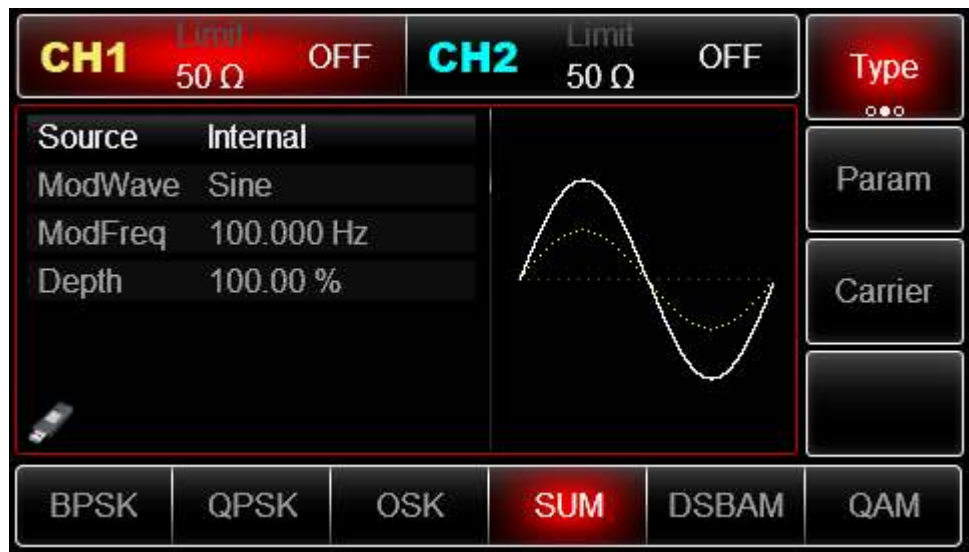 CH1 Limit 50 Ω OFF
CH2 Limit 50 Ω OFF
Type
Source Internal
ModWave Sine
ModFreq 100.000 Hz
Depth 100.00 %
Param
Carrier
BPSK QPSK OSK SUM DSBAM QAM